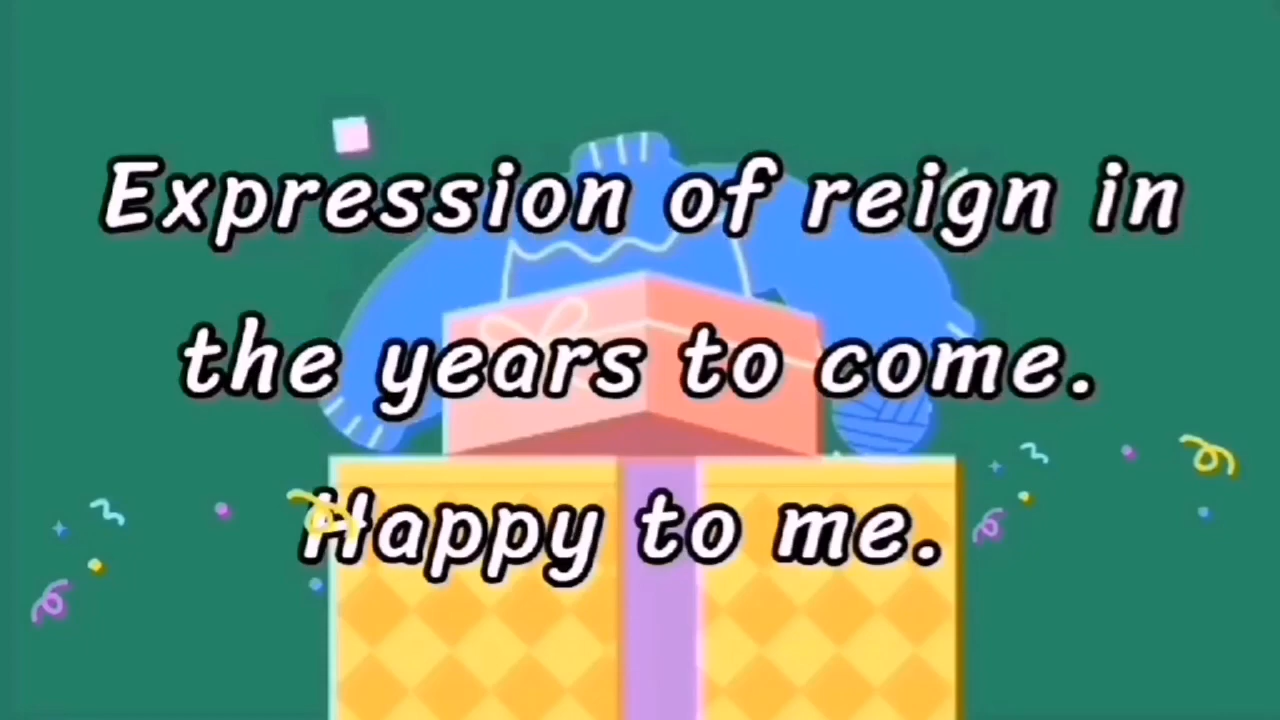 Expression of reign in
the years to come.
Happy to me.